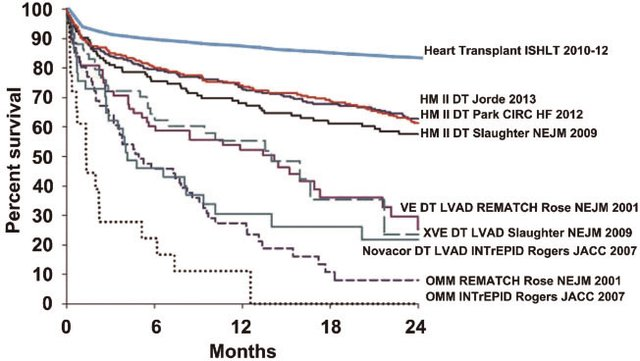 100
90
80
70
60
50
40
30
20
10
0
Percent survival
0
6
12
18
24
Months
Heart Transplant ISHLT 2010-12
HM II DT Jorde 2013
HM II DT Park CIRC HF 2012
HM II DT Slaughter NEJM 2009
VE DT LVAD REMATCH Rose NEJM 2001
XVE DT LVAD Slaughter NEJM 2009
Novacor DT LVAD INTrEPID Rogers JACC 2007
OMM REMATCH Rose NEJM 2001
OMM INTrEPID Rogers JACC 2007